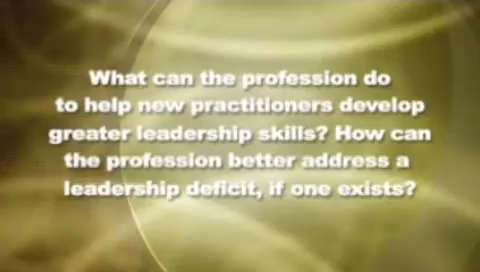 What can the profession do
to help new practitioners develop
greater leadership skills? How can
the profession better address a
leadership deficit, if one exists?